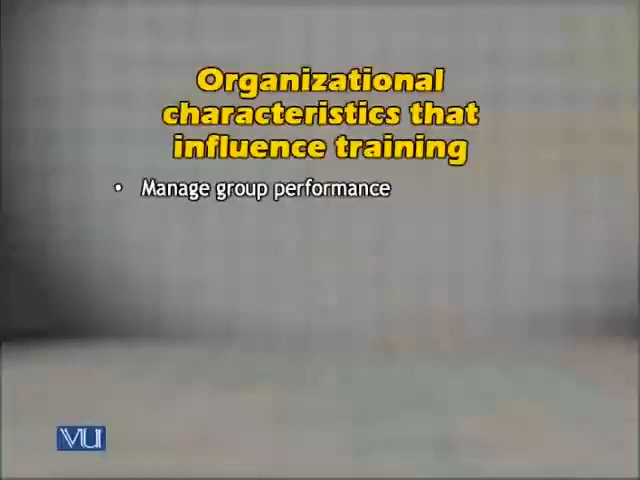 Organizational
characteristics that
influence training
• Manage group performance
VU